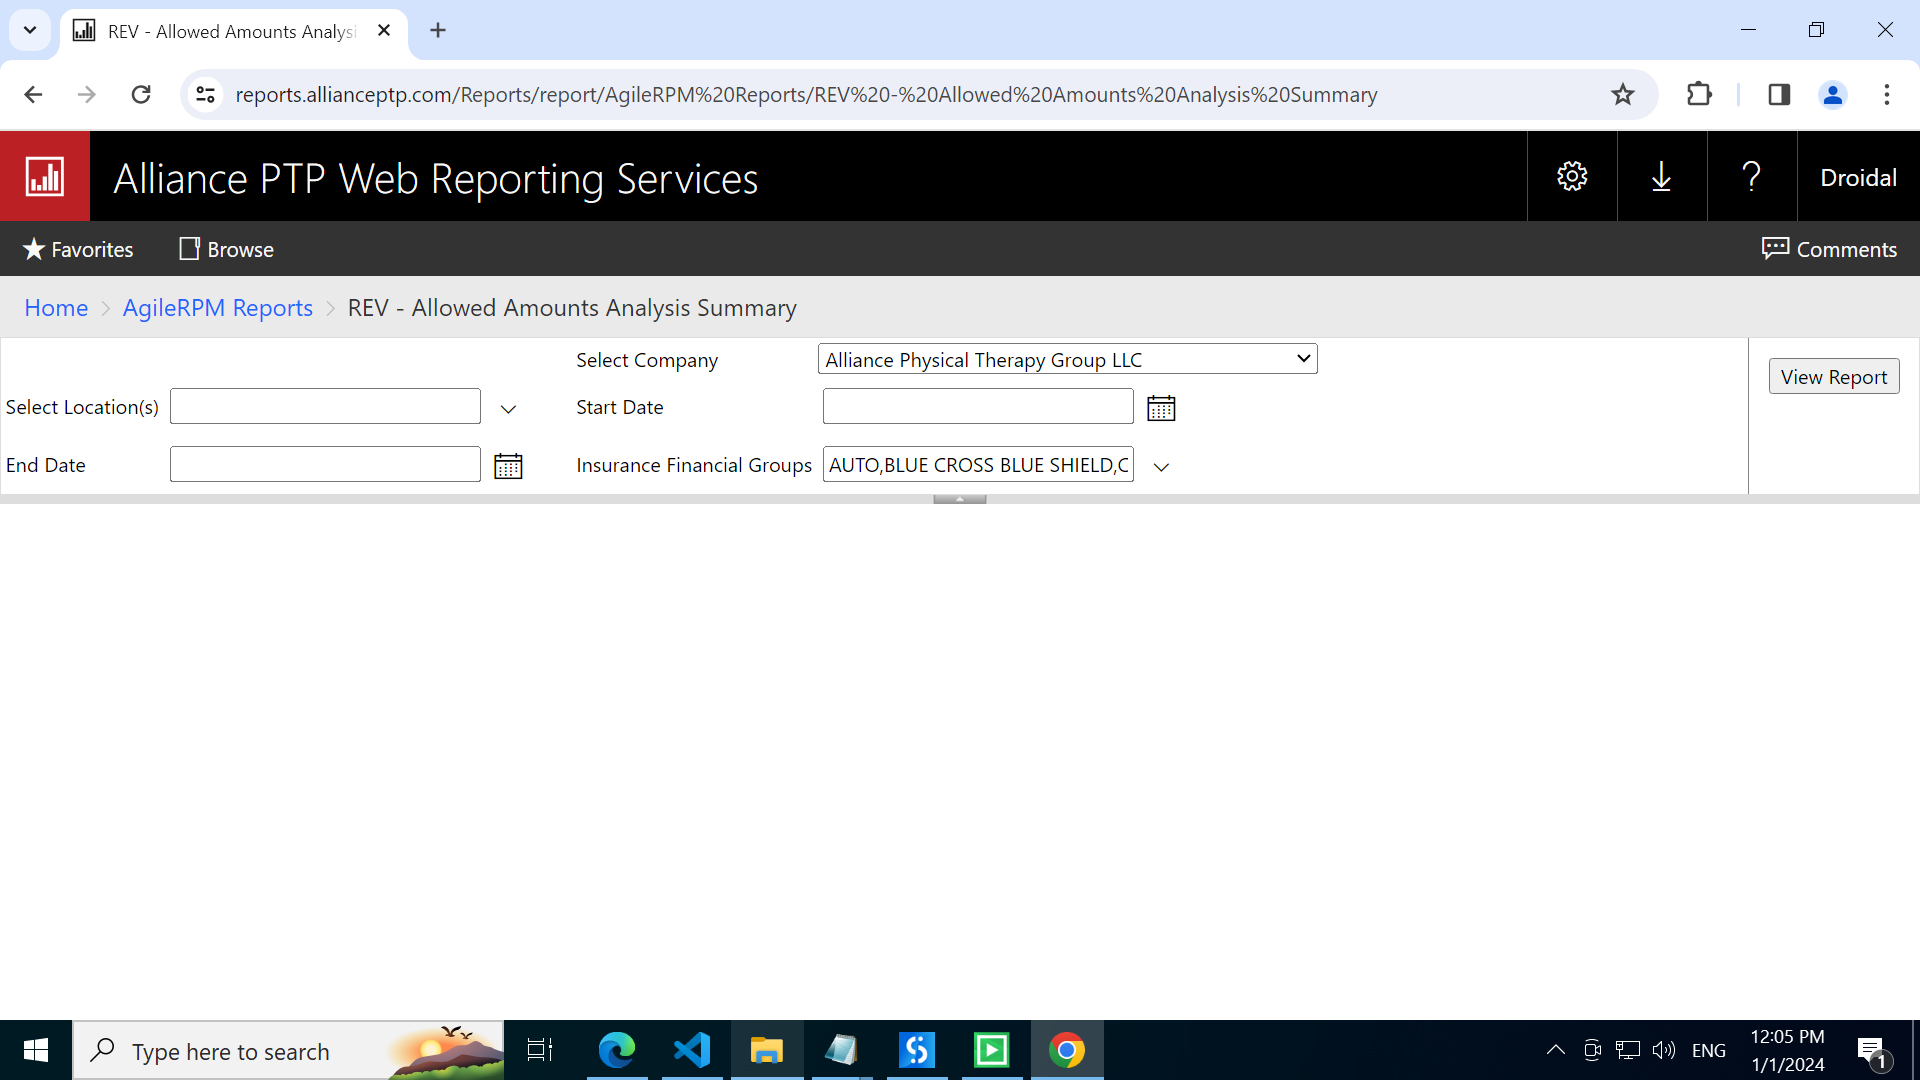 REV - Allowed Amounts Analysi
reports.allianceptp.com/Reports/report/AgileRPM%20Reports/REV%20-%20Allowed%20Amounts%20Analysis%20Summary
Alliance PTP Web Reporting Services
? Droidal
Favorites Browse Comments
Home AgileRPM Reports REV - Allowed Amounts Analysis Summary
Select Company Alliance Physical Therapy Group LLC
View Report
Select Location(s) Start Date
End Date Insurance Financial Groups AUTO,BLUE CROSS BLUE SHIELD,C
Type here to search
ENG
12:05 PM
1/1/2024
1